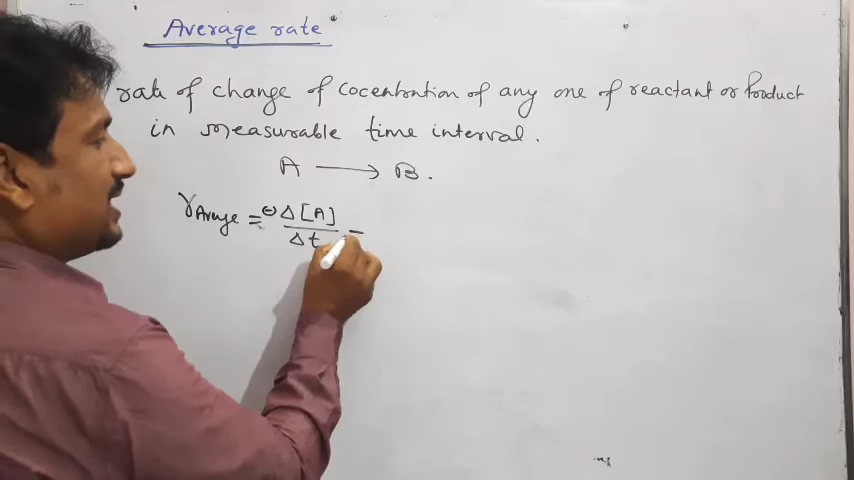 Average rate
rate of change of Cocentration of any one of reactant or Product
in measurable time interval.
A ⟶ B.
r Average = ⊖ Δ[A] / Δt =